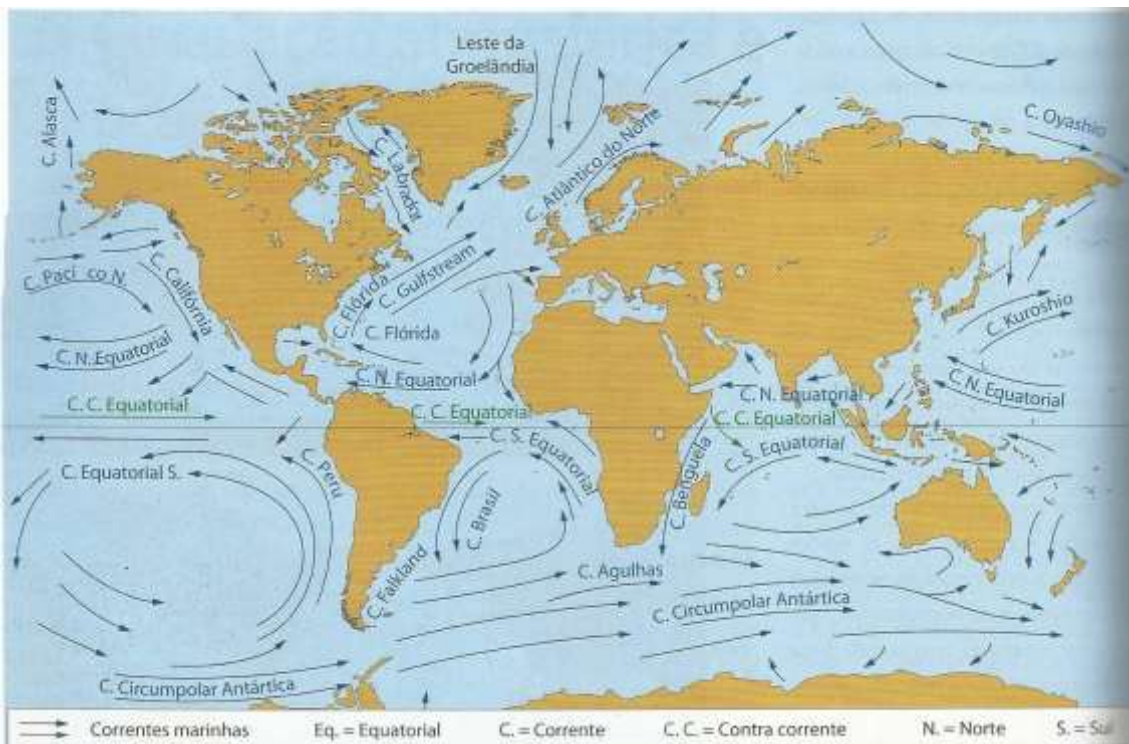 Leste da
Groelândia
C. Alasca
C. Labrador
C. Atlântico do Norte
C. Oyashio
C. Pací co N.
C. Califórnia
C. Flórida
C. Gulfstream
C. Flórida
C. Kuroshio
C. N. Equatorial
C. N. Equatorial
C. N. Equatorial
C. N. Equatorial
C. C. Equatorial
C. C. Equatorial
C. C. Equatorial
C. S. Equatorial
C. S. Equatorial
C. Equatorial S.
C. Peru
C. Brasil
C. Benguela
C. Falkland
C. Agulhas
C. Circumpolar Antártica
C. Circumpolar Antártica
Correntes marinhas Eq. = Equatorial C. = Corrente C. C. = Contra corrente N. = Norte S. = Sul